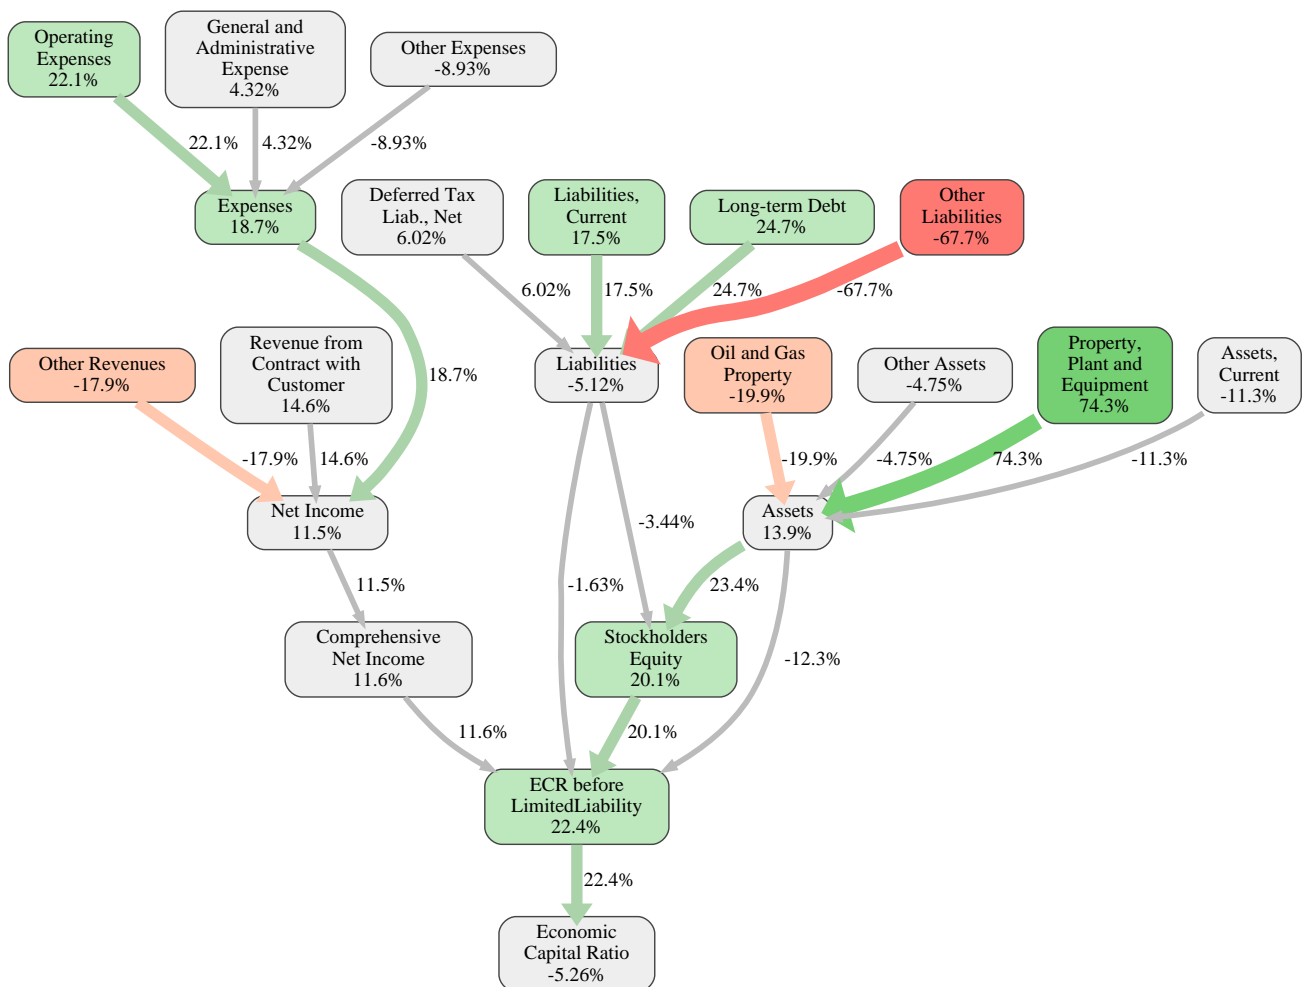 Operating
Expenses
22.1%
General and
Administrative
Expense
4.32%
Other Expenses
-8.93%
22.1%
4.32%
-8.93%
Expenses
18.7%
Deferred Tax
Liab., Net
6.02%
Liabilities,
Current
17.5%
Long-term Debt
24.7%
Other
Liabilities
-67.7%
6.02%
17.5%
24.7%
-67.7%
Other Revenues
-17.9%
Revenue from
Contract with
Customer
14.6%
18.7%
Liabilities
-5.12%
Oil and Gas
Property
-19.9%
Other Assets
-4.75%
Property,
Plant and
Equipment
74.3%
Assets,
Current
-11.3%
-17.9%
14.6%
-19.9%
-4.75%
74.3%
-11.3%
Net Income
11.5%
-3.44%
Assets
13.9%
11.5%
-1.63%
23.4%
Comprehensive
Net Income
11.6%
Stockholders
Equity
20.1%
-12.3%
11.6%
20.1%
ECR before
LimitedLiability
22.4%
22.4%
Economic
Capital Ratio
-5.26%